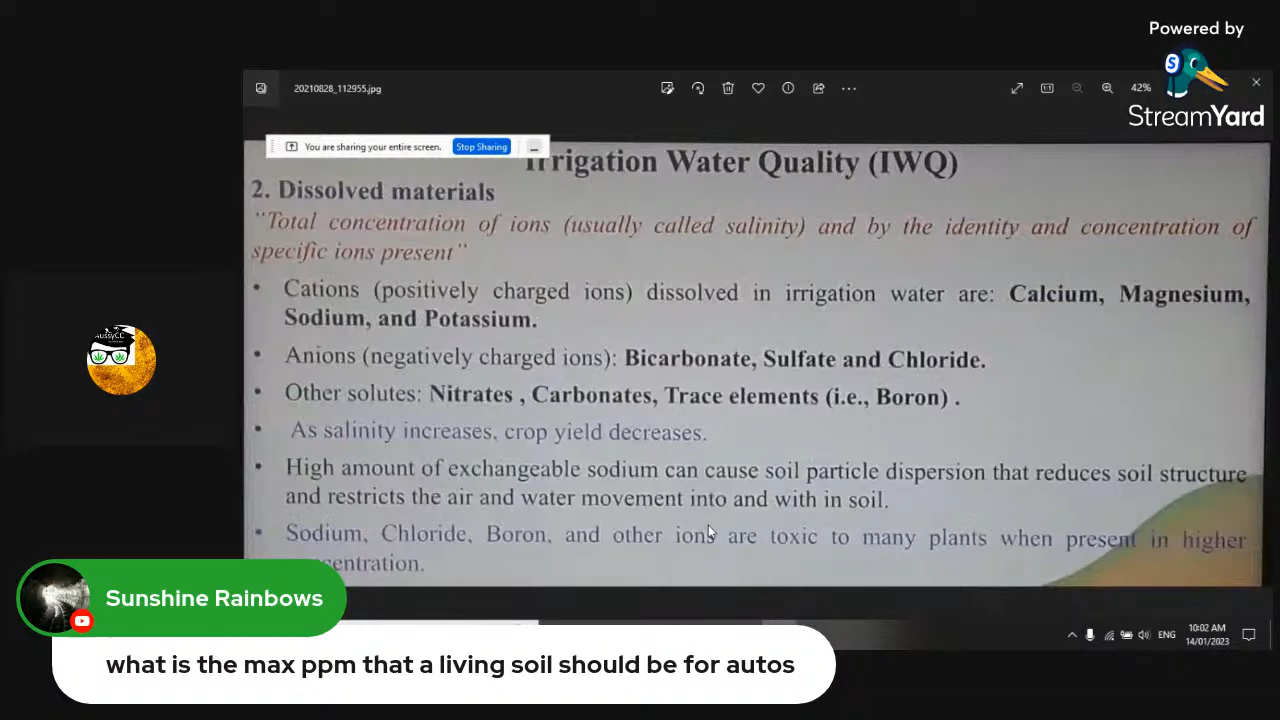 Powered by
StreamYard
20210828_112955.jpg
42%
You are sharing your entire screen.
Stop Sharing
Irrigation Water Quality (IWQ)
2. Dissolved materials
"Total concentration of ions (usually called salinity) and by the identity and concentration of
specific ions present"
• Cations (positively charged ions) dissolved in irrigation water are: Calcium, Magnesium,
Sodium, and Potassium.
• Anions (negatively charged ions): Bicarbonate, Sulfate and Chloride.
• Other solutes: Nitrates , Carbonates, Trace elements (i.e., Boron) .
• As salinity increases, crop yield decreases.
• High amount of exchangeable sodium can cause soil particle dispersion that reduces soil structure
and restricts the air and water movement into and with in soil.
• Sodium, Chloride, Boron, and other ions are toxic to many plants when present in higher
centration.
AussyCC
Sunshine Rainbows
what is the max ppm that a living soil should be for autos
ENG
10:02 AM
14/01/2023